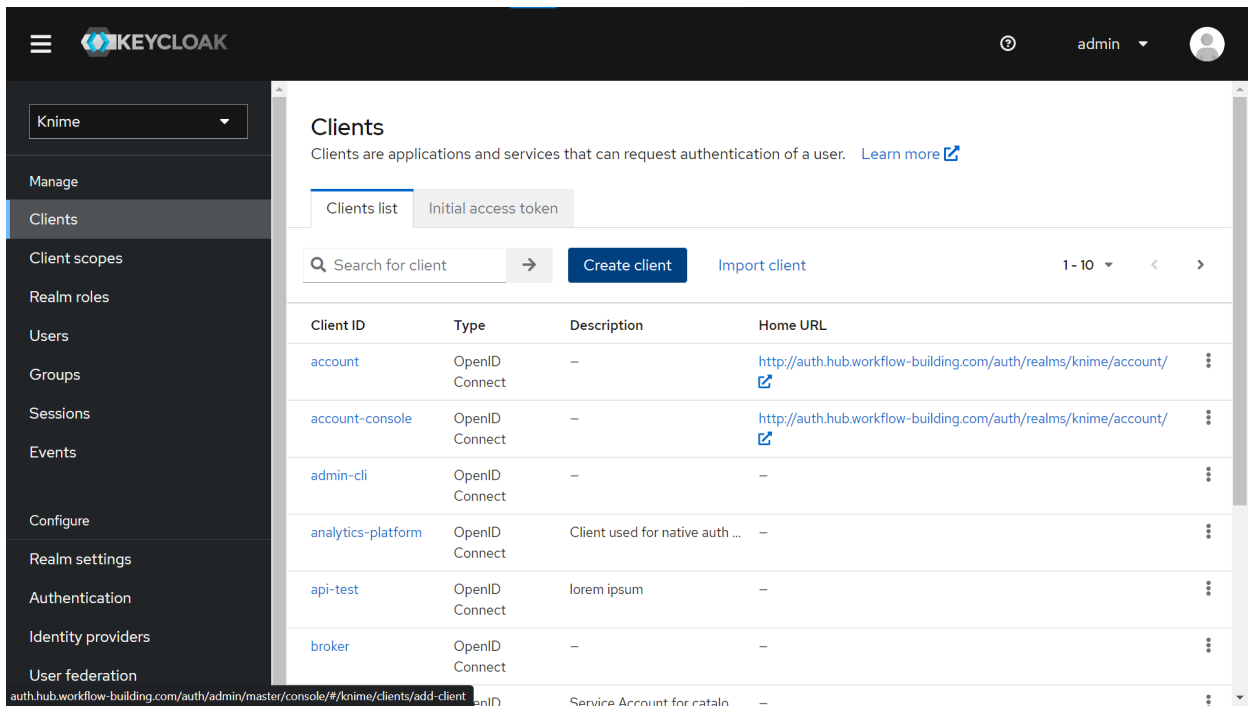 KEYCLOAK
admin
Knime
Manage
Clients
Client scopes
Realm roles
Users
Groups
Sessions
Events
Configure
Realm settings
Authentication
Identity providers
User federation
auth.hub.workflow-building.com/auth/admin/master/console/#/knime/clients/add-client
Clients
Clients are applications and services that can request authentication of a user. Learn more
Clients list Initial access token
Search for client Create client Import client 1 - 10
Client ID Type Description Home URL
account OpenID – http://auth.hub.workflow-building.com/auth/realms/knime/account/
Connect
account-console OpenID – http://auth.hub.workflow-building.com/auth/realms/knime/account/
Connect
admin-cli OpenID – –
Connect
analytics-platform OpenID Client used for native auth ... –
Connect
api-test OpenID lorem ipsum –
Connect
broker OpenID – –
Connect
Service Account for catalo –